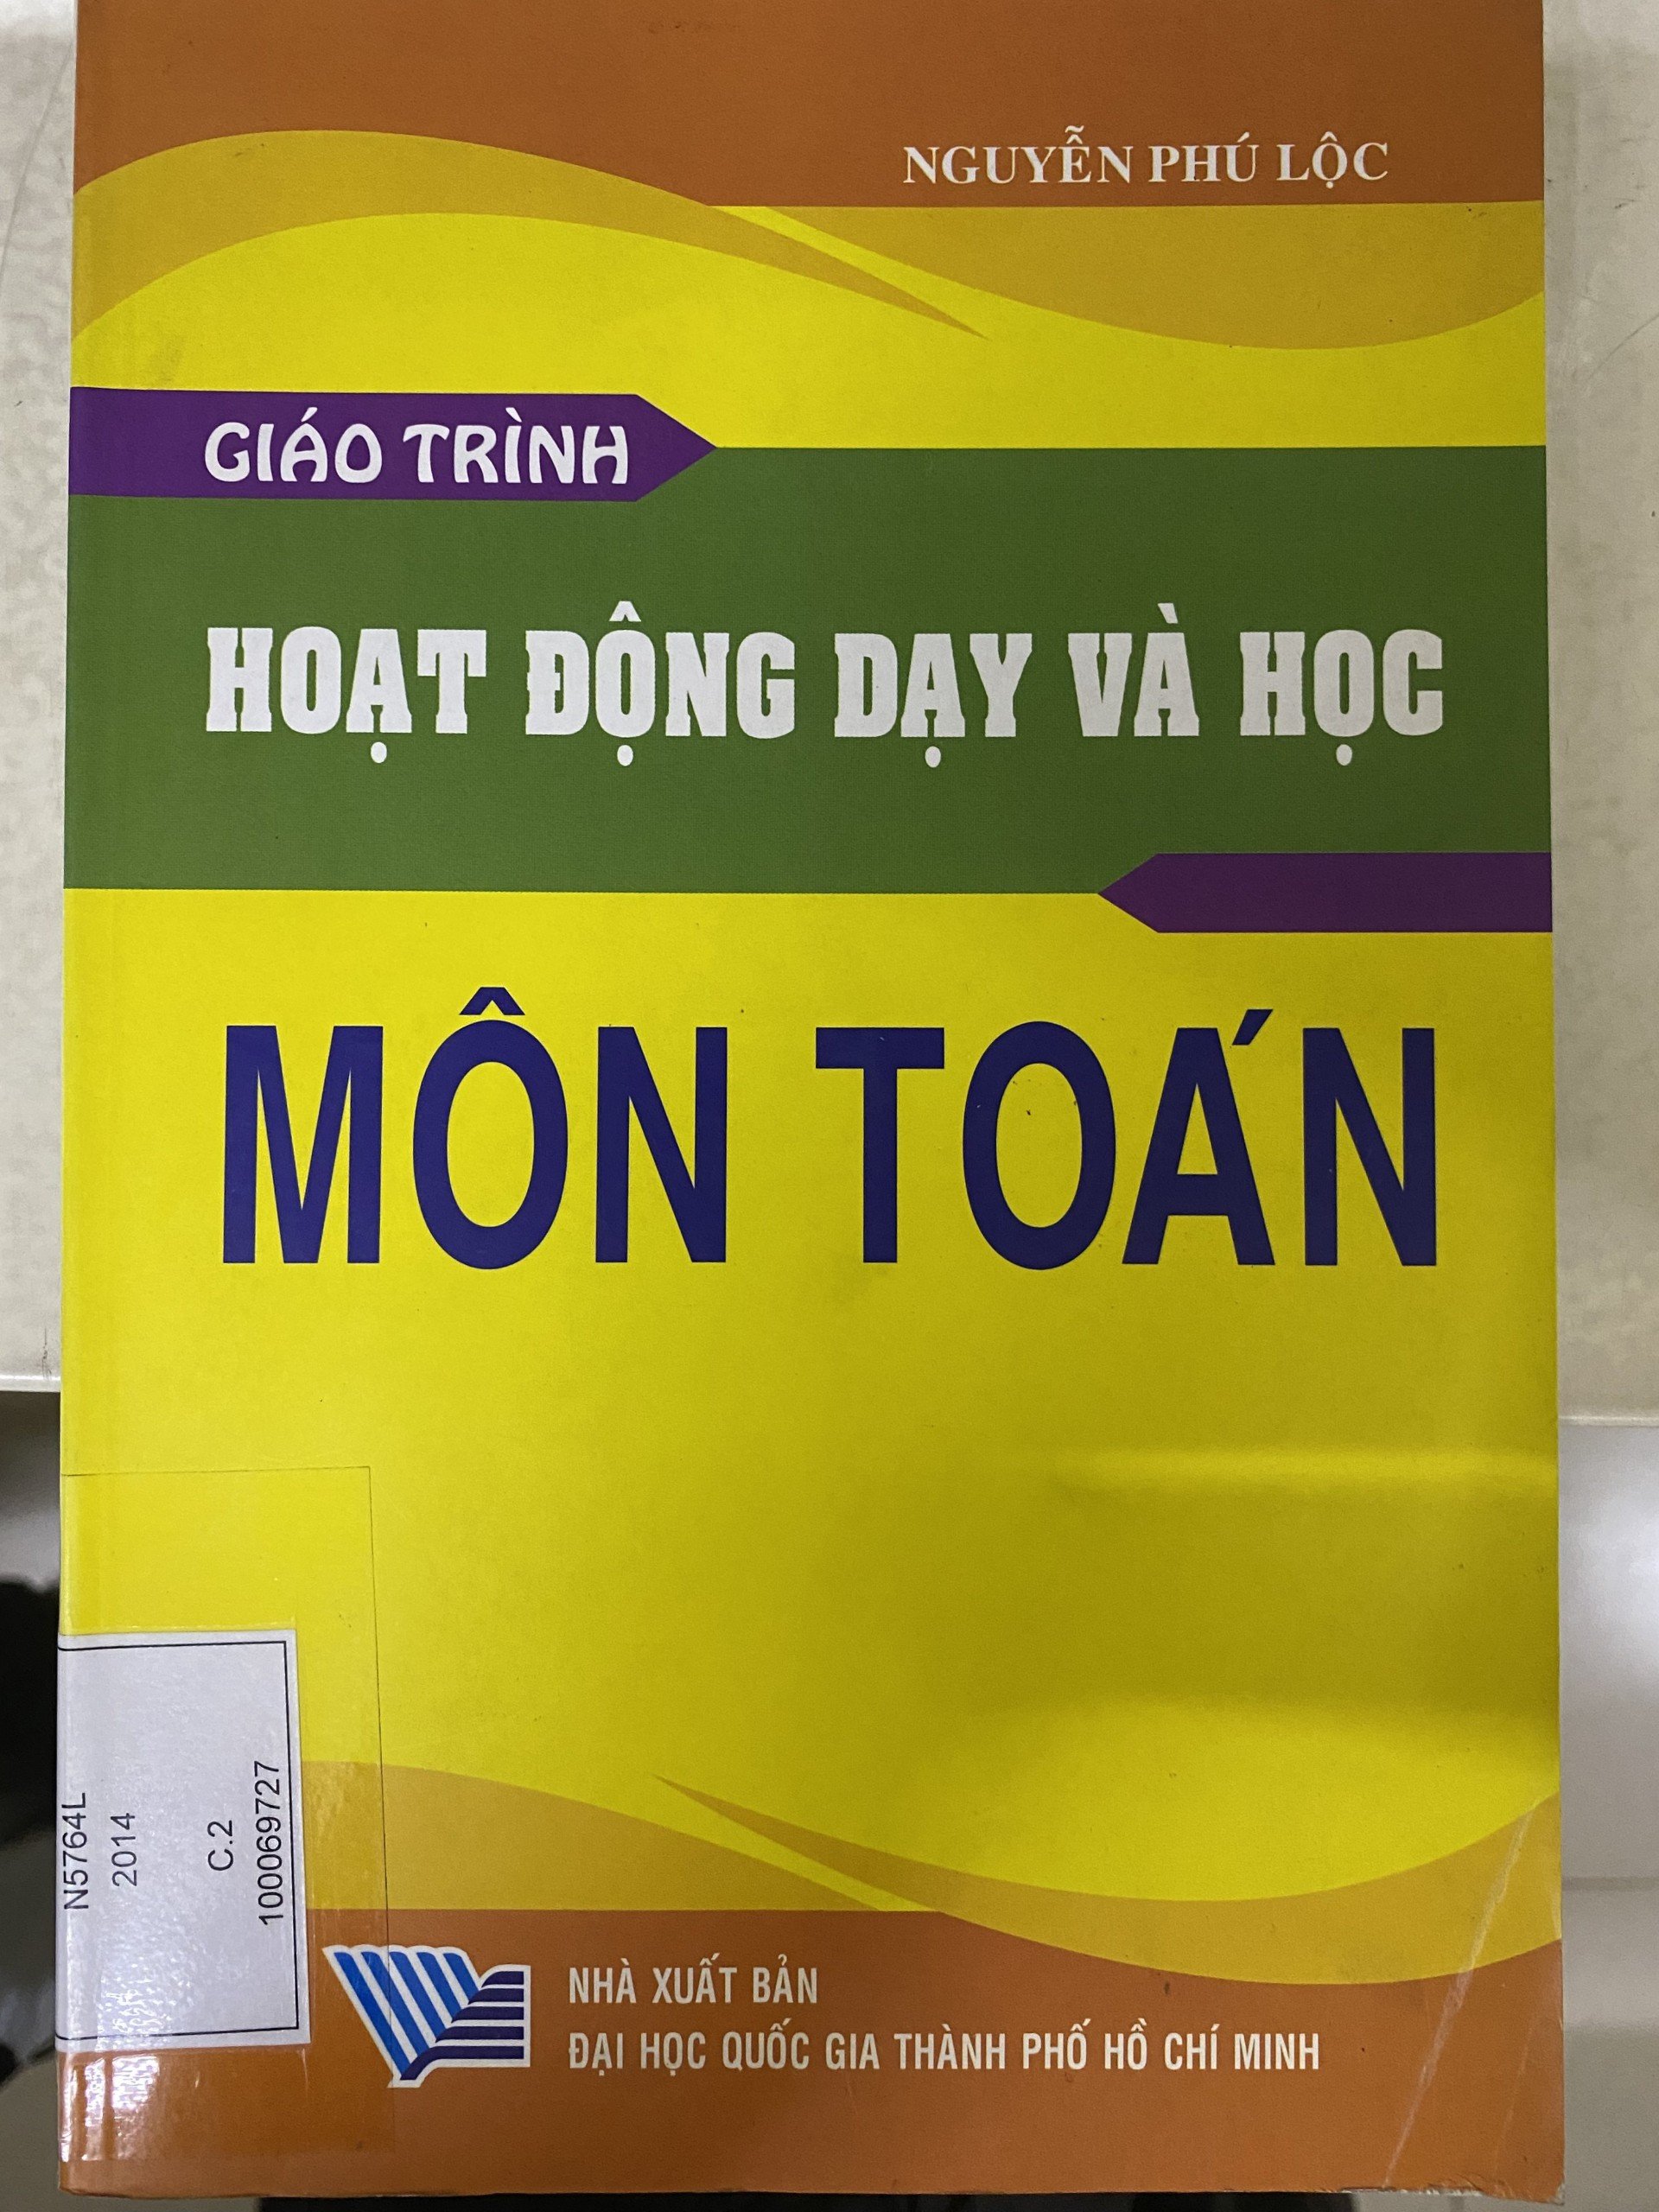 NGUYỄN PHÚ LỘC
GIÁO TRÌNH
HOẠT ĐỘNG DẠY VÀ HỌC
MÔN TOÁN
N5764L
2014
C.2
100069727
NHÀ XUẤT BẢN
ĐẠI HỌC QUỐC GIA THÀNH PHỐ HỒ CHÍ MINH